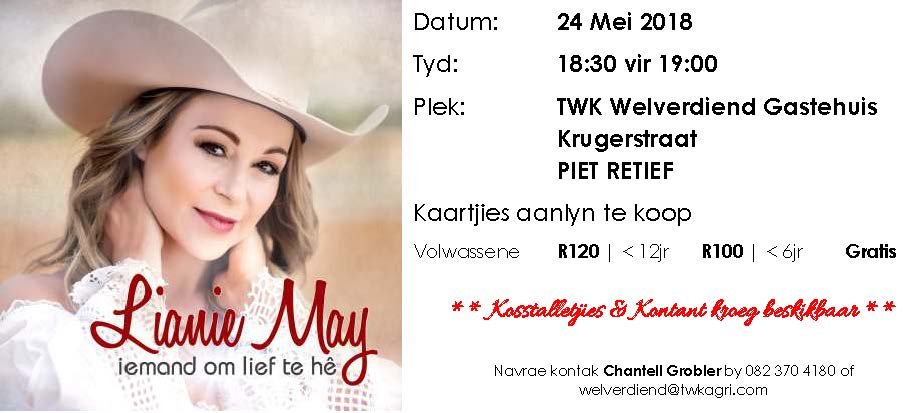 Lianie May
iemand om lief te hê
Datum: 24 Mei 2018
Tyd: 18:30 vir 19:00
Plek: TWK Welverdiend Gastehuis
Krugerstraat
PIET RETIEF
Kaartjies aanlyn te koop
Volwassene R120 | < 12jr R100 | < 6jr Gratis
** Kosstalletjies & Kontant kroeg beskikbaar **
Navrae kontak Chantell Grobler by 082 370 4180 of
welverdiend@twkagri.com